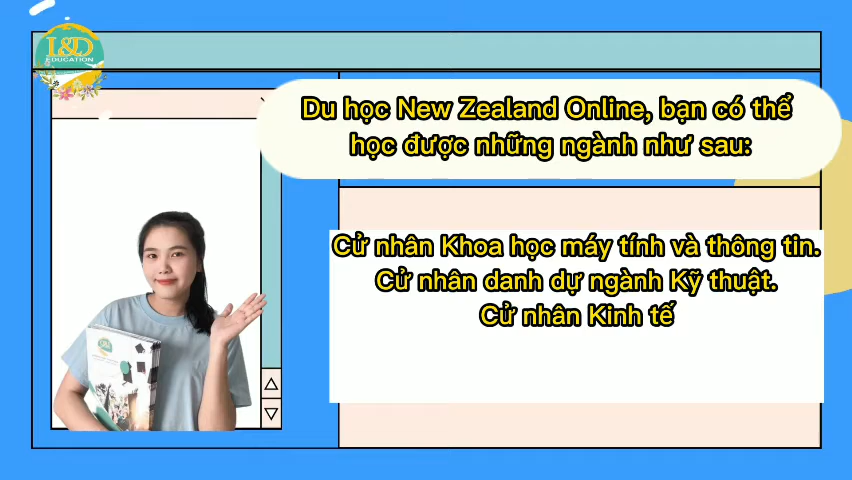 L&D
EDUCATION
Du học New Zealand Online, bạn có thể
học được những ngành như sau:
Cử nhân Khoa học máy tính và thông tin.
Cử nhân danh dự ngành Kỹ thuật.
Cử nhân Kinh tế